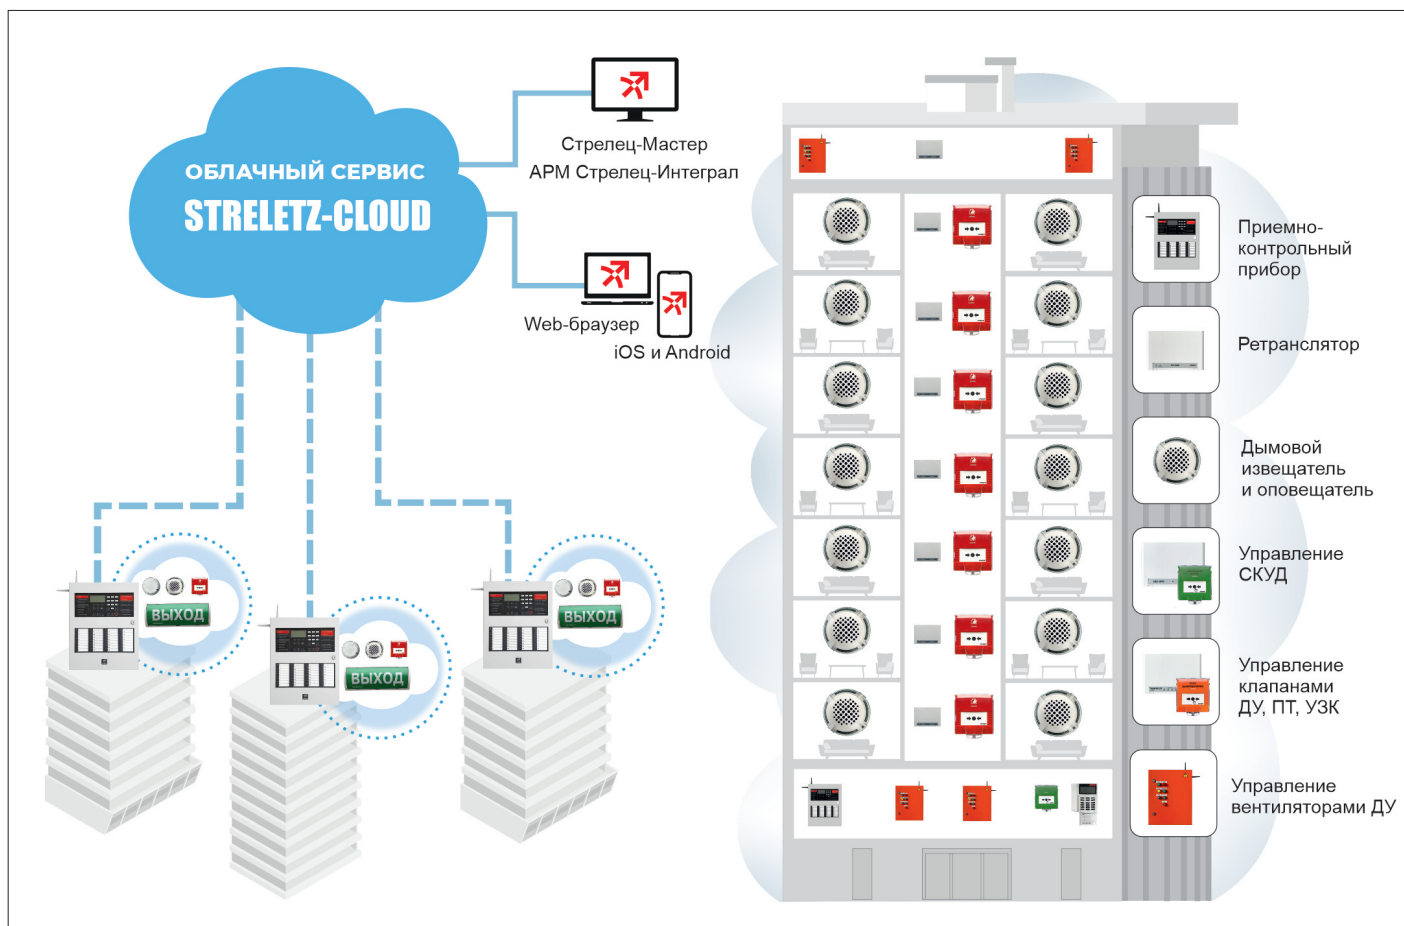 ОБЛАЧНЫЙ СЕРВИС
STRELETZ-CLOUD
Стрелец-Мастер
АРМ Стрелец-Интеграл
Web-браузер
iOS и Android
ВЫХОД
ВЫХОД
ВЫХОД
Приемно-
контрольный
прибор
Ретранслятор
Дымовой
извещатель
и оповещатель
Управление
СКУД
Управление
клапанами
ДУ, ПТ, УЗК
Управление
вентиляторами ДУ